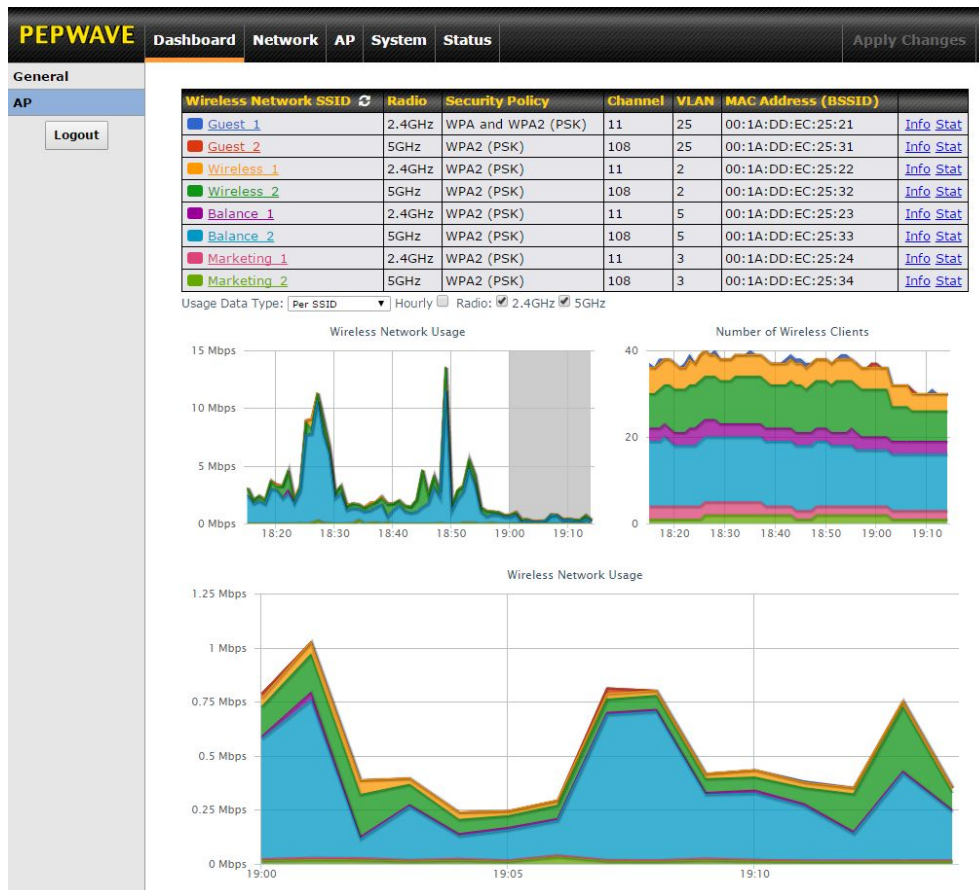 PEPWAVE Dashboard Network AP System Status Apply Changes
General
AP
Logout
Wireless Network SSID Radio Security Policy Channel VLAN MAC Address (BSSID)
Guest_1 2.4GHz WPA and WPA2 (PSK) 11 25 00:1A:DD:EC:25:21 Info Stat
Guest_2 5GHz WPA2 (PSK) 108 25 00:1A:DD:EC:25:31 Info Stat
Wireless_1 2.4GHz WPA2 (PSK) 11 2 00:1A:DD:EC:25:22 Info Stat
Wireless_2 5GHz WPA2 (PSK) 108 2 00:1A:DD:EC:25:32 Info Stat
Balance_1 2.4GHz WPA2 (PSK) 11 5 00:1A:DD:EC:25:23 Info Stat
Balance_2 5GHz WPA2 (PSK) 108 5 00:1A:DD:EC:25:33 Info Stat
Marketing_1 2.4GHz WPA2 (PSK) 11 3 00:1A:DD:EC:25:24 Info Stat
Marketing_2 5GHz WPA2 (PSK) 108 3 00:1A:DD:EC:25:34 Info Stat
Usage Data Type: Per SSID Hourly Radio: 2.4GHz 5GHz
Wireless Network Usage
15 Mbps
10 Mbps
5 Mbps
0 Mbps
18:20 18:30 18:40 18:50 19:00 19:10
Number of Wireless Clients
40
20
0
18:20 18:30 18:40 18:50 19:00 19:10
Wireless Network Usage
1.25 Mbps
1 Mbps
0.75 Mbps
0.5 Mbps
0.25 Mbps
0 Mbps
19:00 19:05 19:10